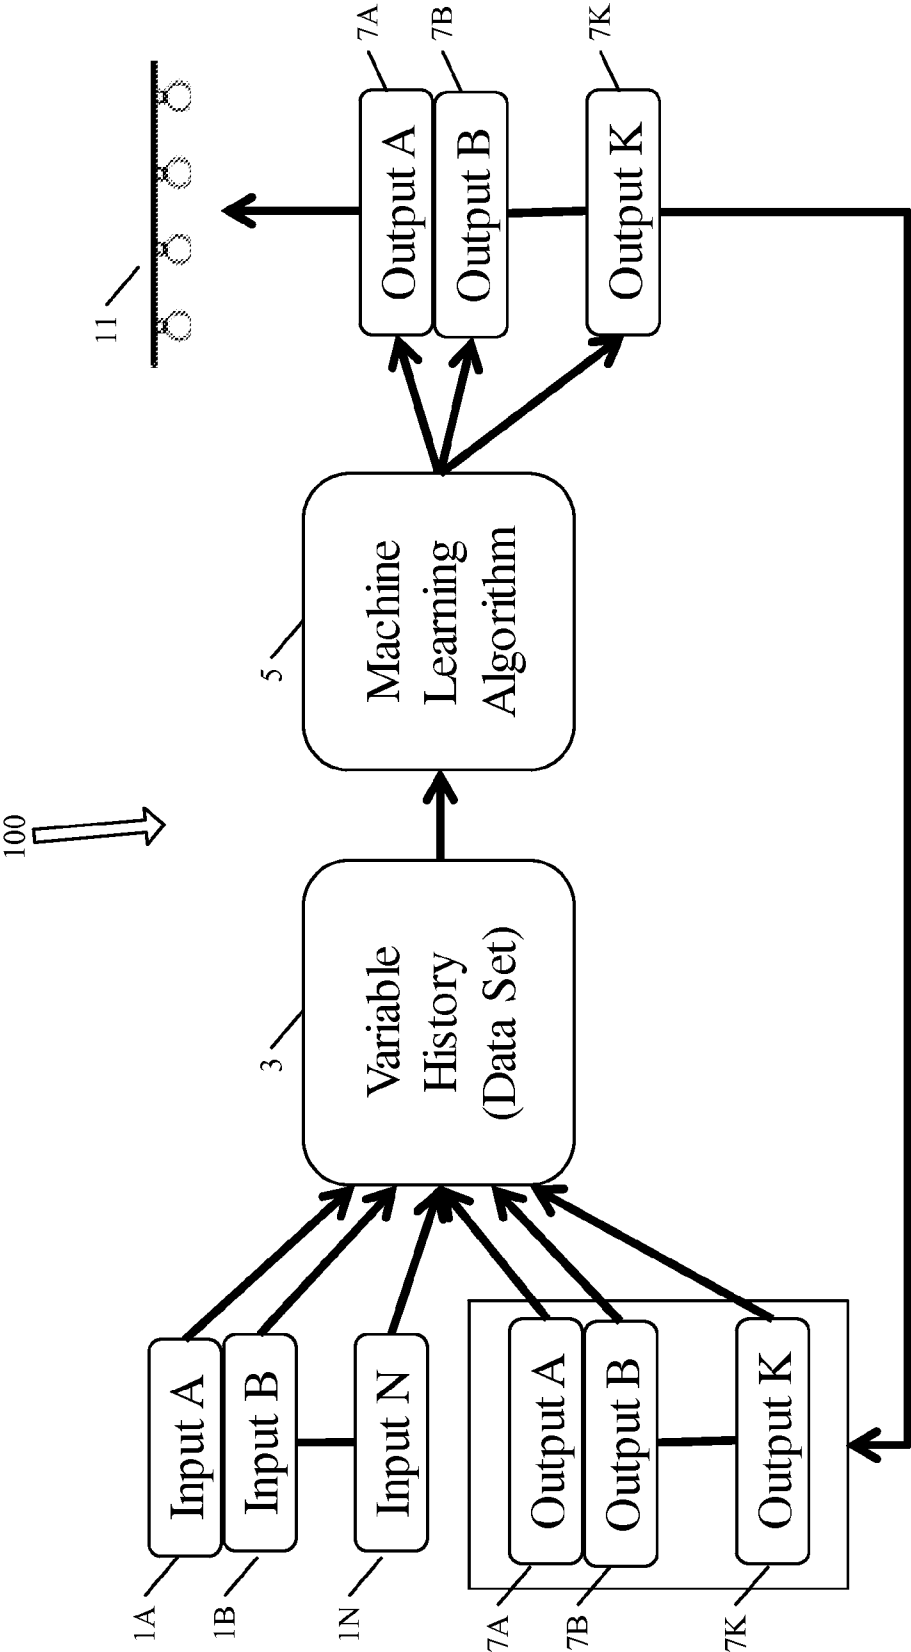 100
1A
Input A
1B
Input B
1N
Input N
7A
Output A
7B
Output B
7K
Output K
3
Variable
History
(Data Set)
5
Machine
Learning
Algorithm
11
Output A
7A
Output B
7B
Output K
7K